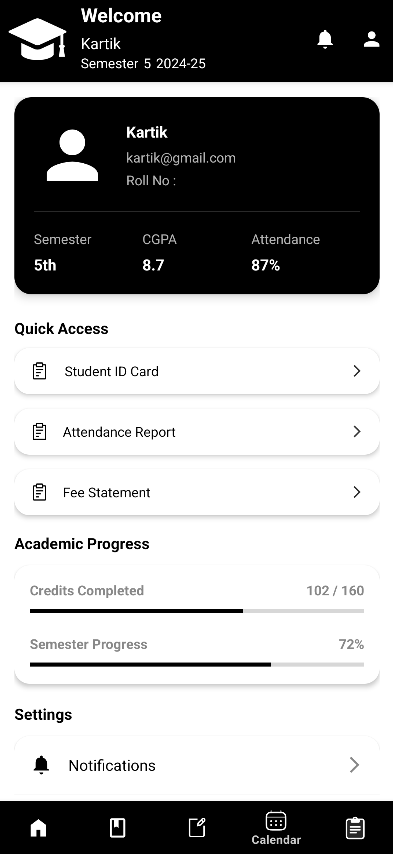 Welcome
Kartik
Semester 5 2024-25
Kartik
kartik@gmail.com
Roll No :
Semester CGPA Attendance
5th 8.7 87%
Quick Access
Student ID Card
Attendance Report
Fee Statement
Academic Progress
Credits Completed 102 / 160
Semester Progress 72%
Settings
Notifications
Calendar